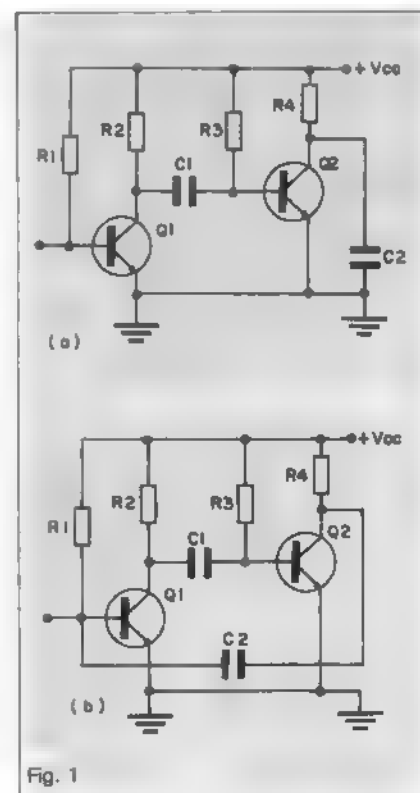 + Vcc
R4
R2
R3
R1
C1
Q2
Q1
C2
(a)
+ Vcc
R4
R2
R3
R1
C1
Q2
Q1
C2
(b)
Fig. 1